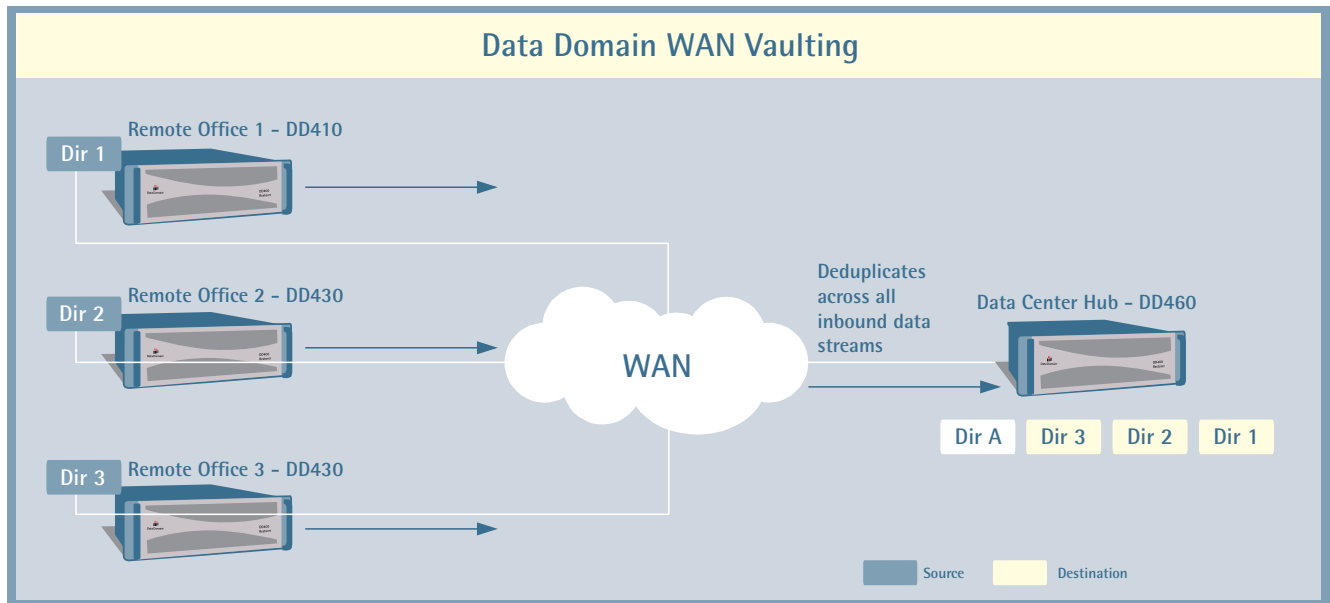 Data Domain WAN Vaulting
Remote Office 1 - DD410
Dir 1
Remote Office 2 - DD430
Dir 2
Remote Office 3 - DD430
Dir 3
WAN
Deduplicates
across all
inbound data
streams
Data Center Hub - DD460
Dir A
Dir 3
Dir 2
Dir 1
Source
Destination